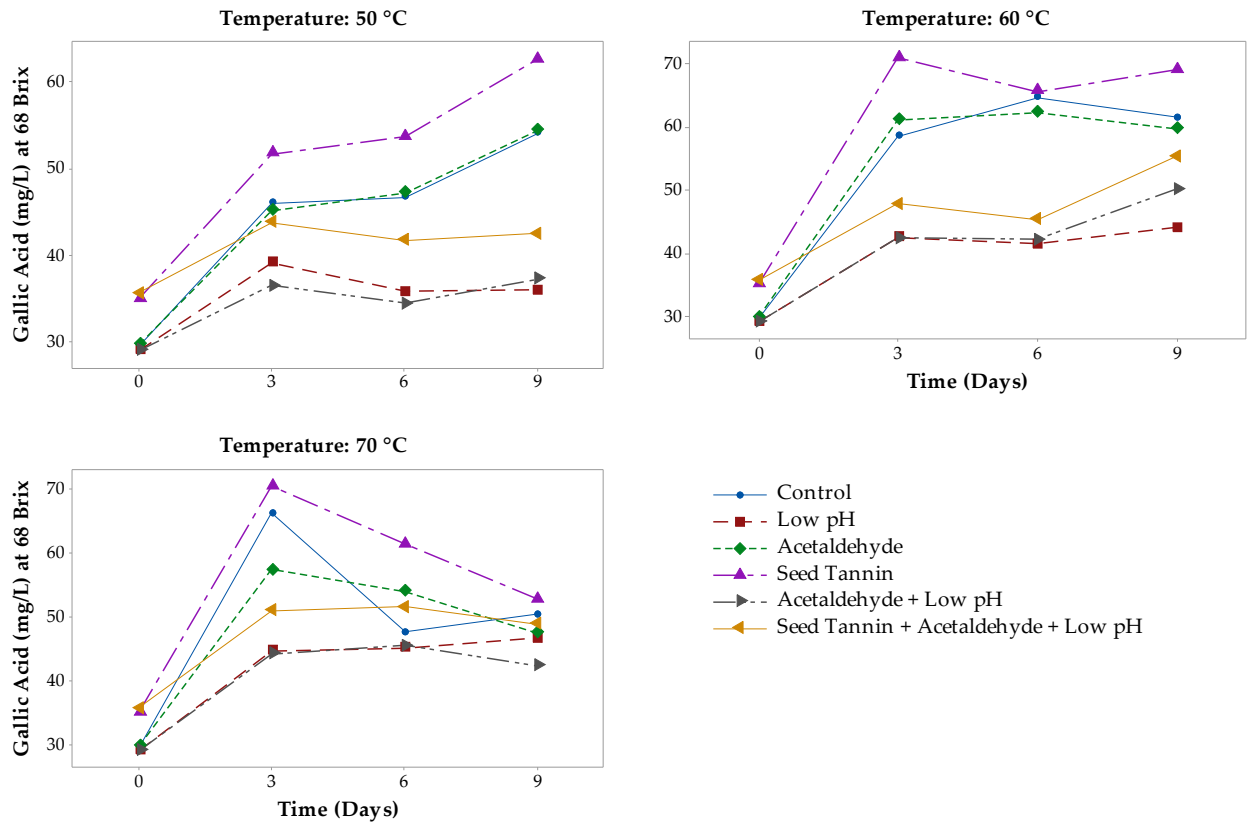 Temperature: 50 °C
Gallic Acid (mg/L) at 68 Brix
60
50
40
30
0 3 6 9
Temperature: 60 °C
70
60
50
40
30
0 3 6 9
Time (Days)
Temperature: 70 °C
Gallic Acid (mg/L) at 68 Brix
70
60
50
40
30
0 3 6 9
Time (Days)
Control
Low pH
Acetaldehyde
Seed Tannin
Acetaldehyde + Low pH
Seed Tannin + Acetaldehyde + Low pH